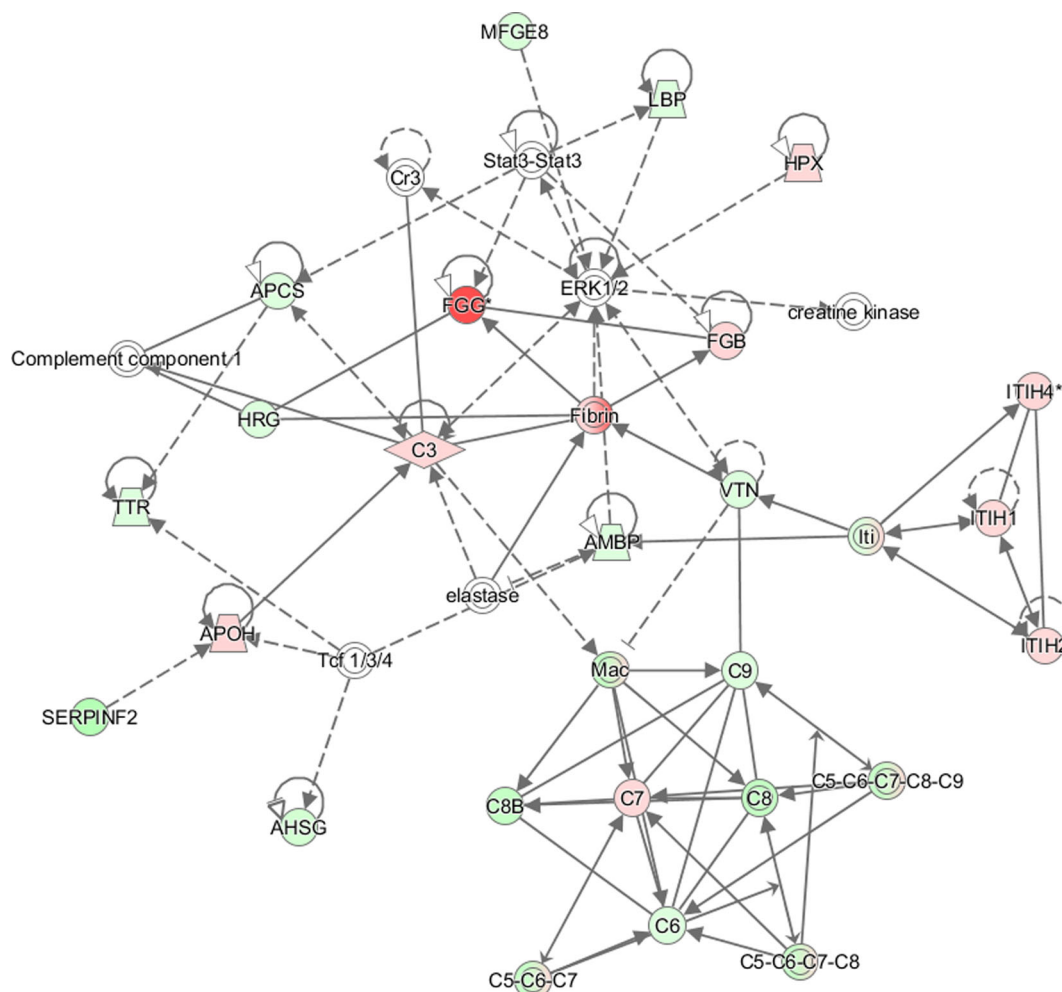 MFGE8
LBP
Stat3-Stat3
HPX
Cr3
APCS
FGG*
ERK1/2
creatine kinase
FGB
Complement component 1
ITIH4*
HRG
Fibrin
C3
VTN
TTR
ITIH1
Iti
AMBP
elastase
APOH
ITIH2
Tcf 1/3/4
Mac
C9
SERPINF2
C5-C6-C7-C8-C9
C8B
C7
C8
AHSG
C6
C5-C6-C7-C8
C5-C6-C7